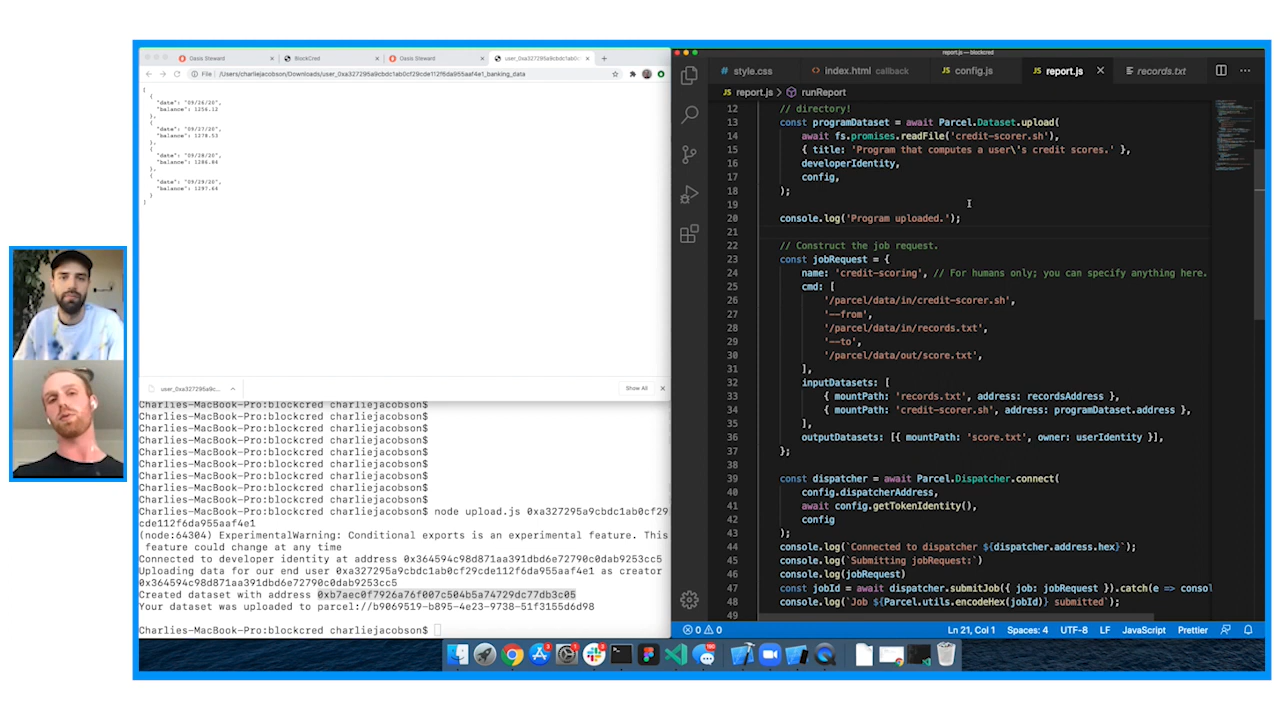 Oasis Steward
BlockCred
Oasis Steward
user_0xa327295a9cbdc1ab0
File /Users/charliejacobson/Downloads/user_0xa327295a9cbdc1ab0cf29cde112f6da955aaf4e1_banking_data
[
{
"date": "09/26/20",
"balance": 1256.12
},
{
"date": "09/27/20",
"balance": 1278.53
},
{
"date": "09/28/20",
"balance": 1286.84
},
{
"date": "09/29/20",
"balance": 1297.64
}
]
user_0xa327295a9c...
Show All
Charlies-MacBook-Pro:blockcred charliejacobson$
Charlies-MacBook-Pro:blockcred charliejacobson$
Charlies-MacBook-Pro:blockcred charliejacobson$
Charlies-MacBook-Pro:blockcred charliejacobson$
Charlies-MacBook-Pro:blockcred charliejacobson$
Charlies-MacBook-Pro:blockcred charliejacobson$
Charlies-MacBook-Pro:blockcred charliejacobson$
Charlies-MacBook-Pro:blockcred charliejacobson$
Charlies-MacBook-Pro:blockcred charliejacobson$
Charlies-MacBook-Pro:blockcred charliejacobson$ node upload.js 0xa327295a9cbdc1ab0cf29
cde112f6da955aaf4e1
(node:64304) ExperimentalWarning: Conditional exports is an experimental feature. This
feature could change at any time
Connected to developer identity at address 0x364594c98d871aa391dbd6e72790c0dab9253cc5
Uploading data for our end user 0xa327295a9cbdc1ab0cf29cde112f6da955aaf4e1 as creator
0x364594c98d871aa391dbd6e72790c0dab9253cc5
Created dataset with address 0xb7aec0f7926a76f007c504b5a74729dc77db3c05
Your dataset was uploaded to parcel://b9069519-b895-4e23-9738-51f3155d6d98
Charlies-MacBook-Pro:blockcred charliejacobson$
report.js — blockcred
style.css
index.html callback
JS config.js
JS report.js
records.txt
JS report.js > runReport
12 // directory!
13 const programDataset = await Parcel.Dataset.upload(
14 await fs.promises.readFile('credit-scorer.sh'),
15 { title: 'Program that computes a user\'s credit scores.' },
16 developerIdentity,
17 config,
18 );
19
20 console.log('Program uploaded.');
21
22 // Construct the job request.
23 const jobRequest = {
24 name: 'credit-scoring', // For humans only; you can specify anything here.
25 cmd: [
26 '/parcel/data/in/credit-scorer.sh',
27 '--from',
28 '/parcel/data/in/records.txt',
29 '--to',
30 '/parcel/data/out/score.txt',
31 ],
32 inputDatasets: [
33 { mountPath: 'records.txt', address: recordsAddress },
34 { mountPath: 'credit-scorer.sh', address: programDataset.address },
35 ],
36 outputDatasets: [{ mountPath: 'score.txt', owner: userIdentity }],
37 };
38
39 const dispatcher = await Parcel.Dispatcher.connect(
40 config.dispatcherAddress,
41 await config.getTokenIdentity(),
42 config
43 );
44 console.log(`Connected to dispatcher ${dispatcher.address.hex}`);
45 console.log(`Submitting jobRequest:`)
46 console.log(jobRequest)
47 const jobId = await dispatcher.submitJob({ job: jobRequest }).catch(e => consol
48 console.log(`Job ${Parcel.utils.encodeHex(jobId)} submitted`);
0 0
Ln 21, Col 1
Spaces: 4
UTF-8
LF
JavaScript
Prettier